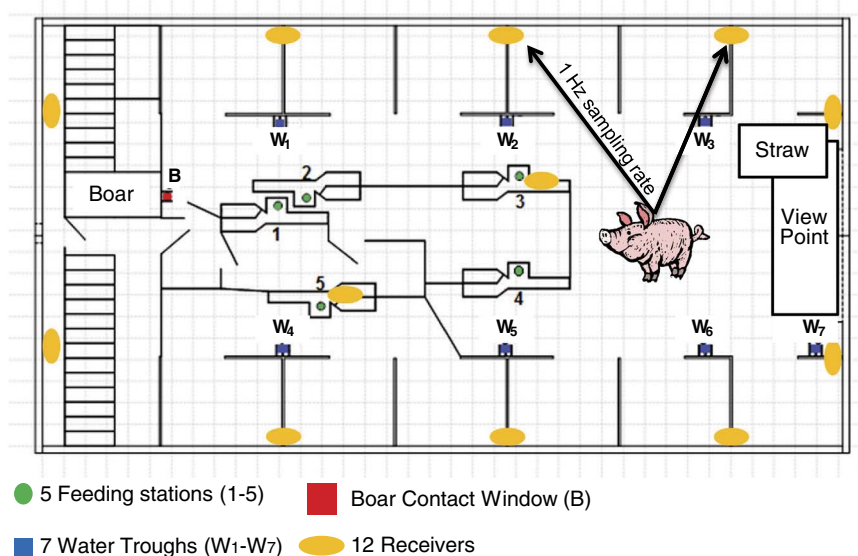 1 Hz sampling rate
W1
W2
W3
Straw
B
Boar
2
3
1
View
Point
5
4
W4
W5
W6
W7
5 Feeding stations (1-5)
Boar Contact Window (B)
7 Water Troughs (W1-W7)
12 Receivers